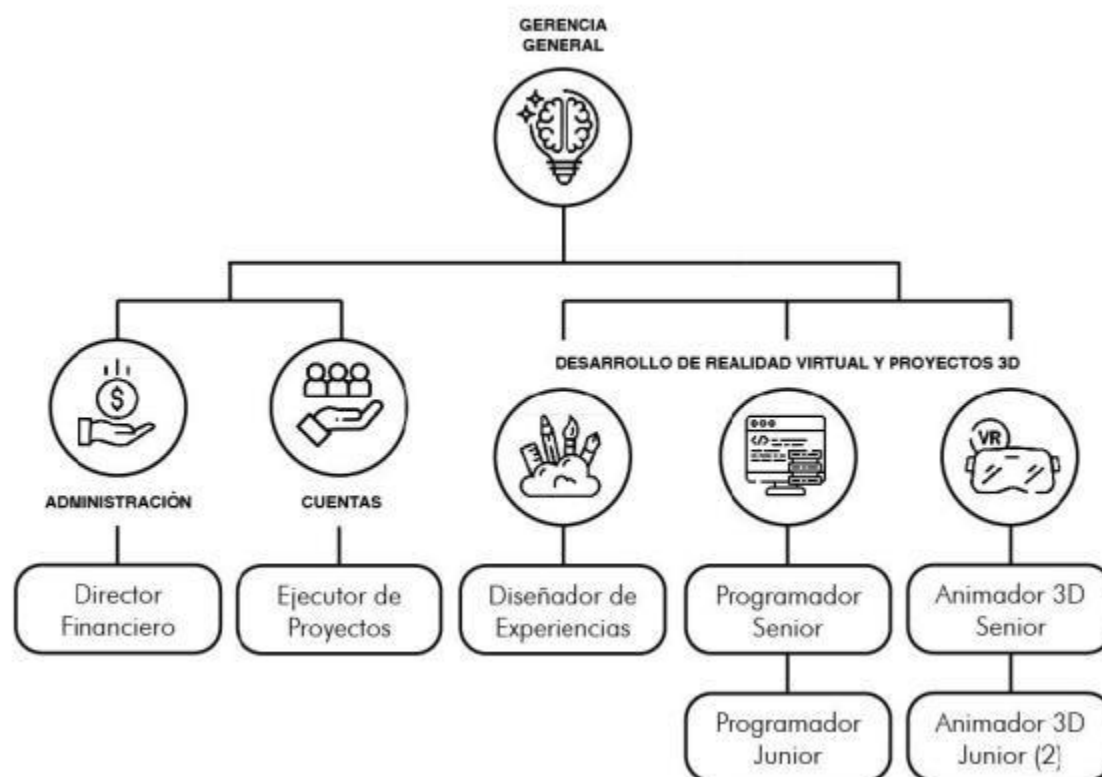 GERENCIA
GENERAL
$
DESARROLLO DE REALIDAD VIRTUAL Y PROYECTOS 3D
</>
VR
ADMINISTRACIÓN
CUENTAS
Director
Financiero
Ejecutor de
Proyectos
Diseñador de
Experiencias
Programador
Senior
Animador 3D
Senior
Programador
Junior
Animador 3D
Junior (2)